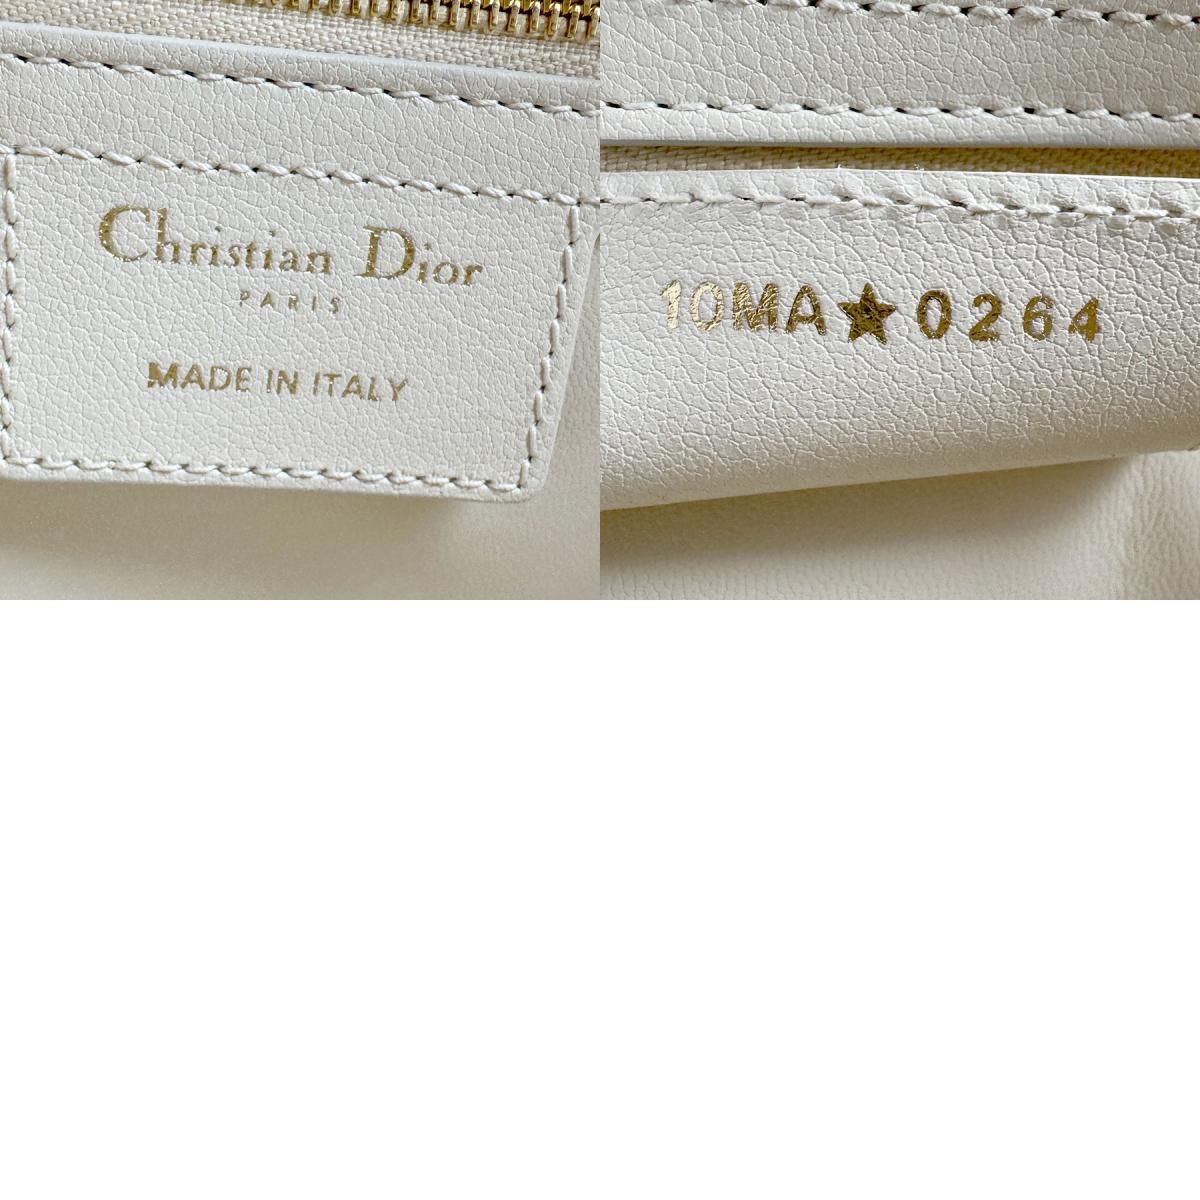 Christian Dior
PARIS
MADE IN ITALY
10MA★0264